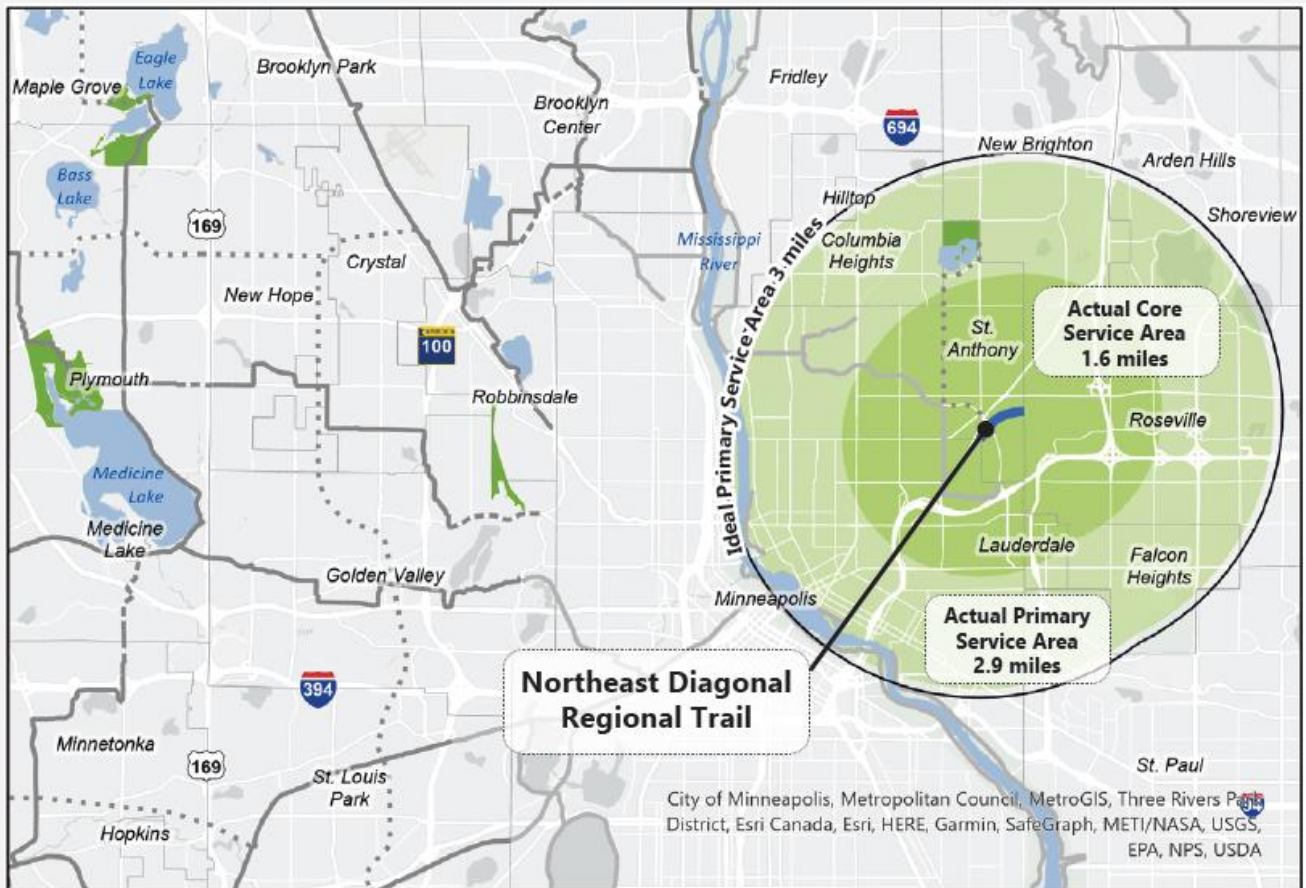 Eagle
Lake
Maple Grove
Brooklyn Park
Fridley
Brooklyn
Center
694
New Brighton
Arden Hills
Bass
Lake
169
Hilltop
Shoreview
Mississippi
River
Columbia
Heights
Crystal
New Hope
Ideal Primary Service Area 3 miles
St.
Anthony
Actual Core
Service Area
1.6 miles
100
Plymouth
Robbinsdale
Roseville
Medicine
Lake
Medicine
Lake
Lauderdale
Falcon
Heights
Golden Valley
Minneapolis
Actual Primary
Service Area
2.9 miles
394
Northeast Diagonal
Regional Trail
Minnetonka
169
St. Louis
Park
St. Paul
Hopkins
City of Minneapolis, Metropolitan Council, MetroGIS, Three Rivers Park
District, Esri Canada, Esri, HERE, Garmin, SafeGraph, METI/NASA, USGS,
EPA, NPS, USDA